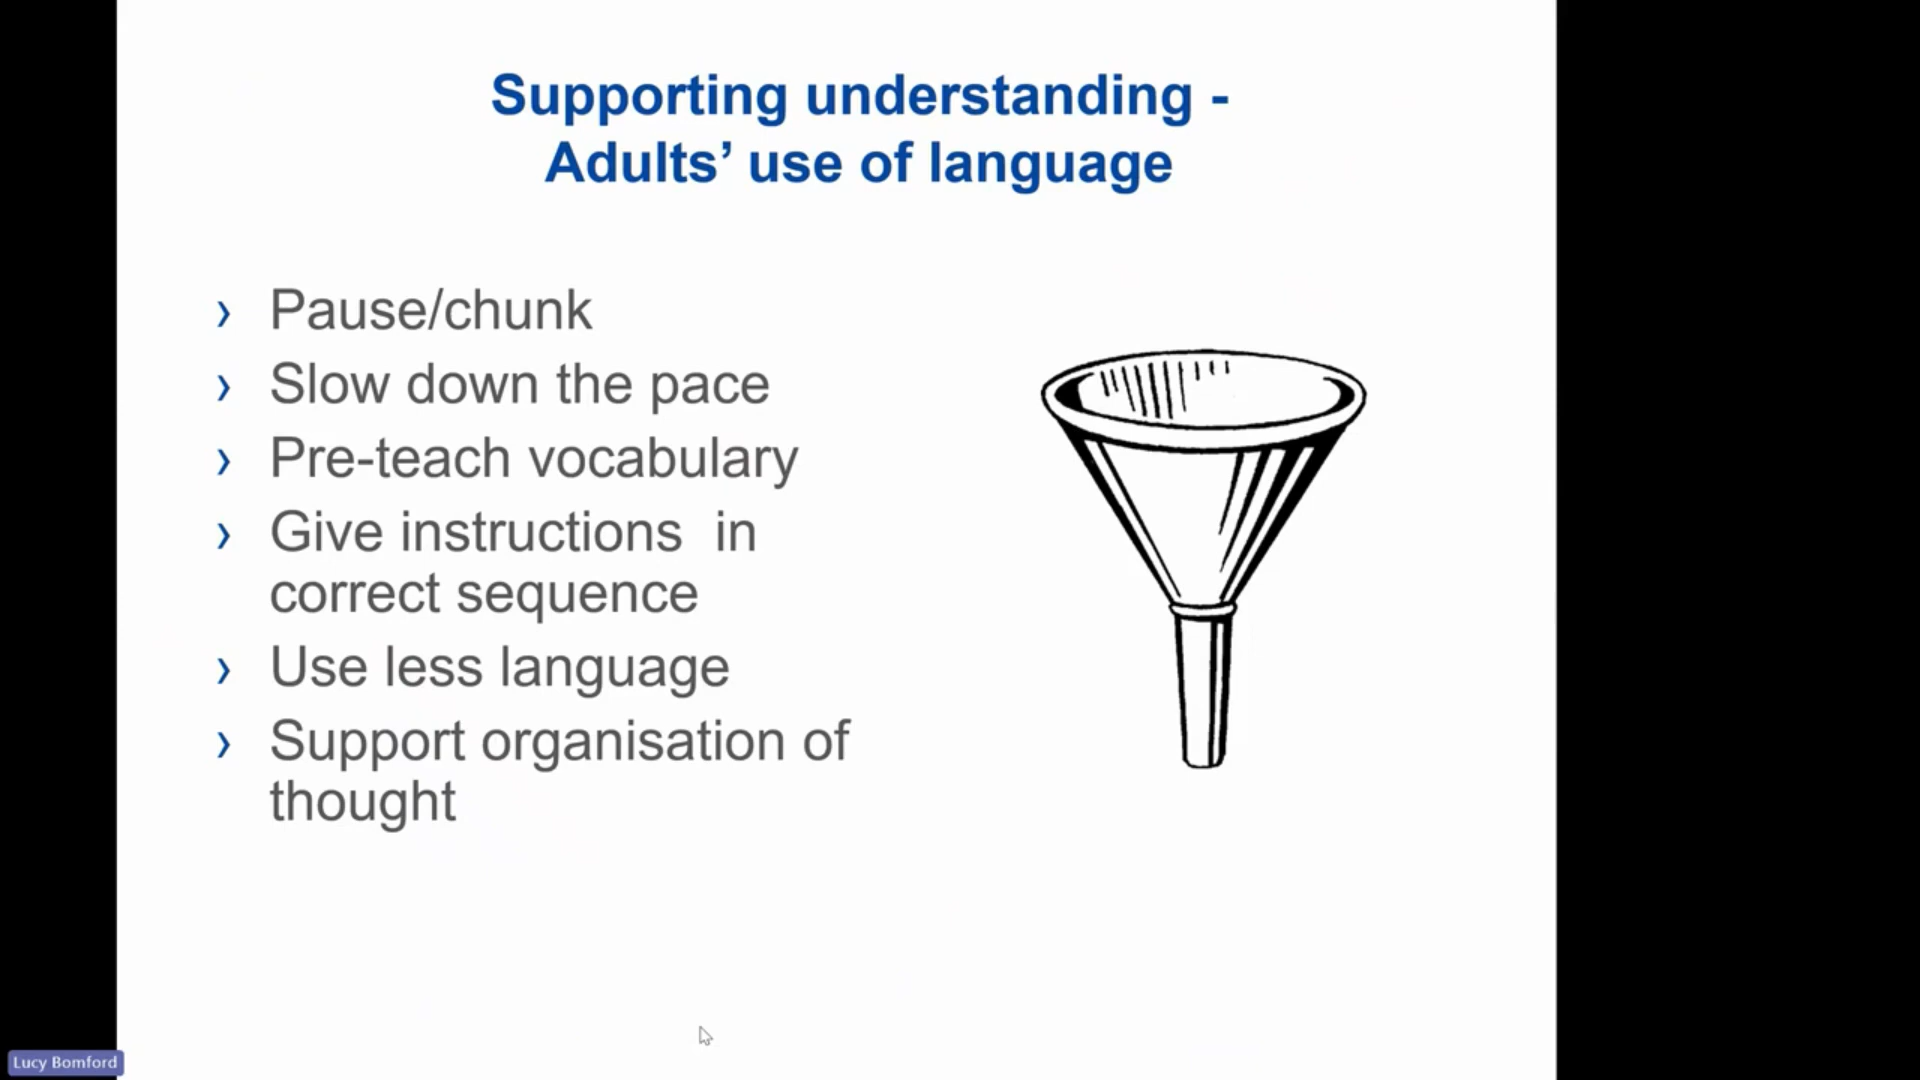 Supporting understanding -
Adults’ use of language
› Pause/chunk
› Slow down the pace
› Pre-teach vocabulary
› Give instructions  in
correct sequence
› Use less language
› Support organisation of
thought
Lucy Bomford